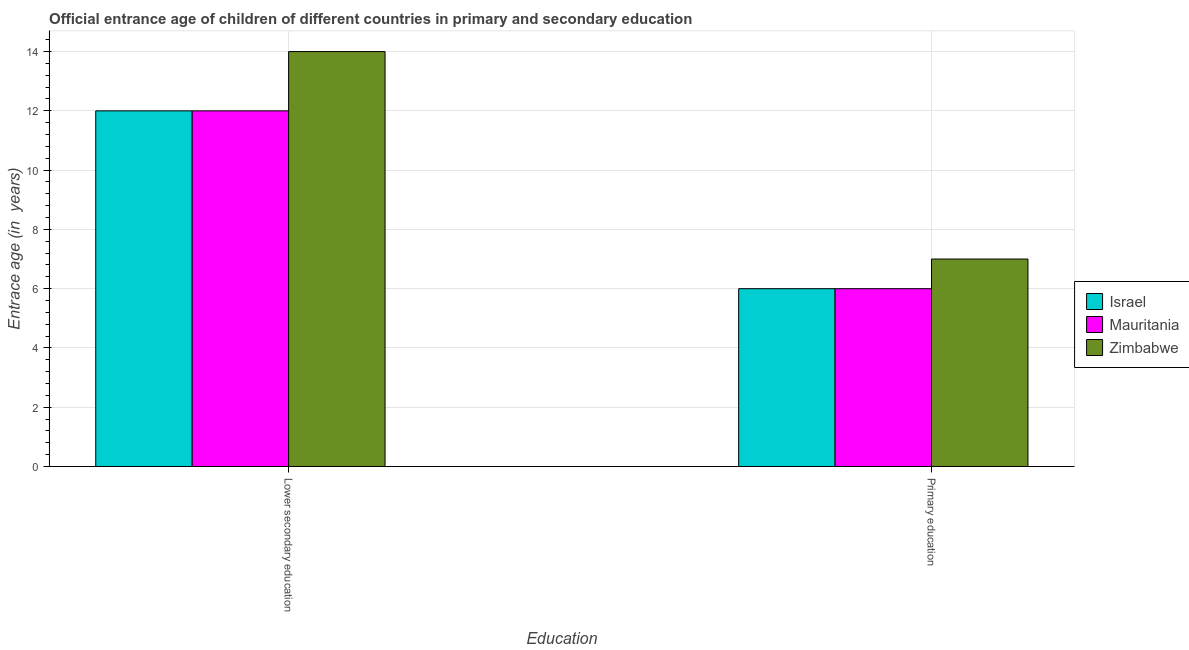 Official entrance age of children of different countries in primary and secondary education
Entrace age (in  years)
14
12
10
8
6
4
2
0
Lower secondary education
Primary education
Education
Israel
Mauritania
Zimbabwe